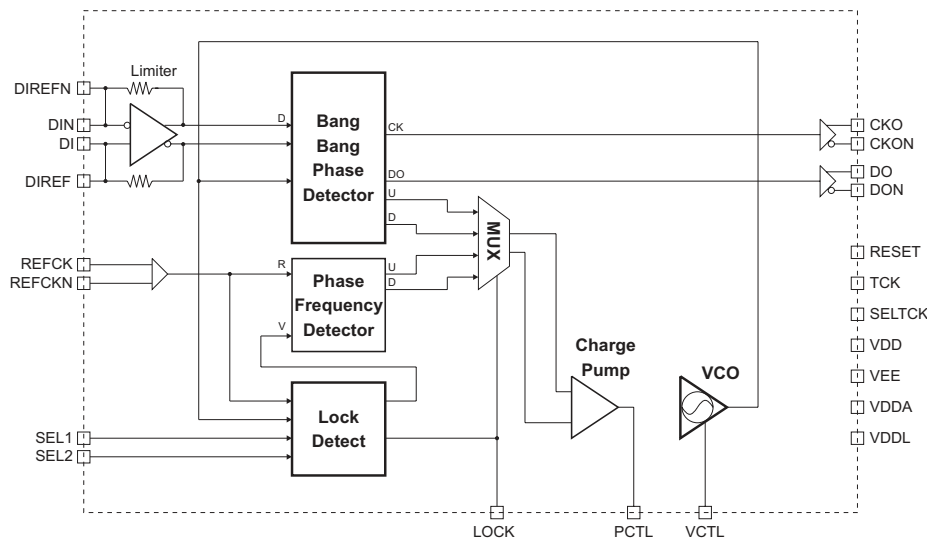 Limiter
DIREFN
DIN
DI
DIREF
D
Bang
Bang
Phase
Detector
CK
DO
U
D
CKO
CKON
DO
DON
MUX
REFCK
REFCKN
R
V
Phase
Frequency
Detector
U
D
RESET
TCK
SELTCK
VDD
VEE
VDDA
VDDL
Charge
Pump
VCO
Lock
Detect
SEL1
SEL2
LOCK
PCTL
VCTL